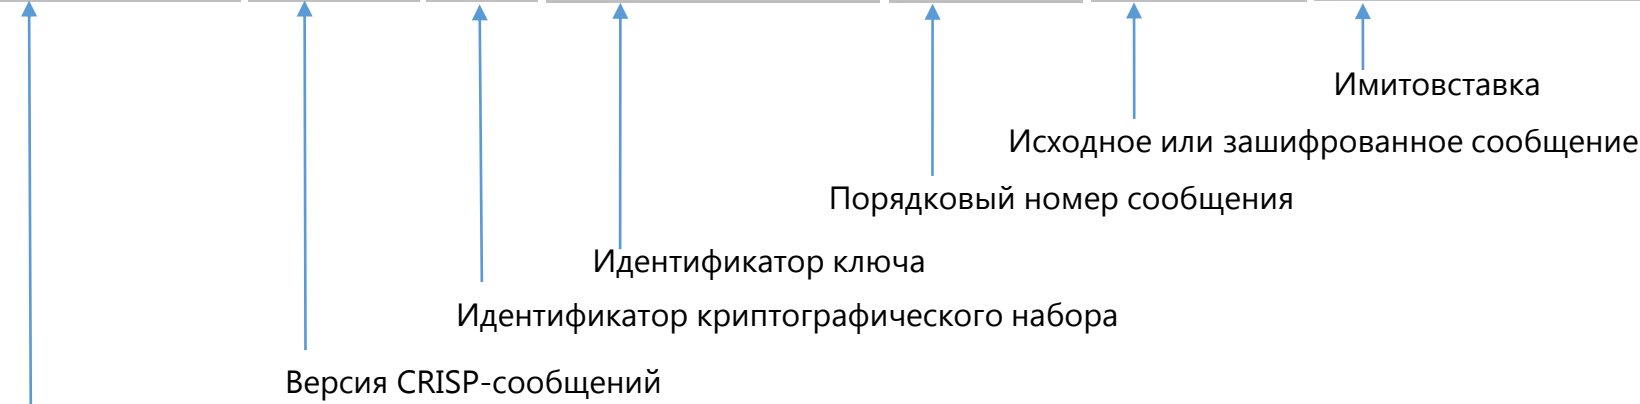 Имитовставка
Исходное или зашифрованное сообщение
Порядковый номер сообщения
Идентификатор ключа
Идентификатор криптографического набора
Версия CRISP-сообщений